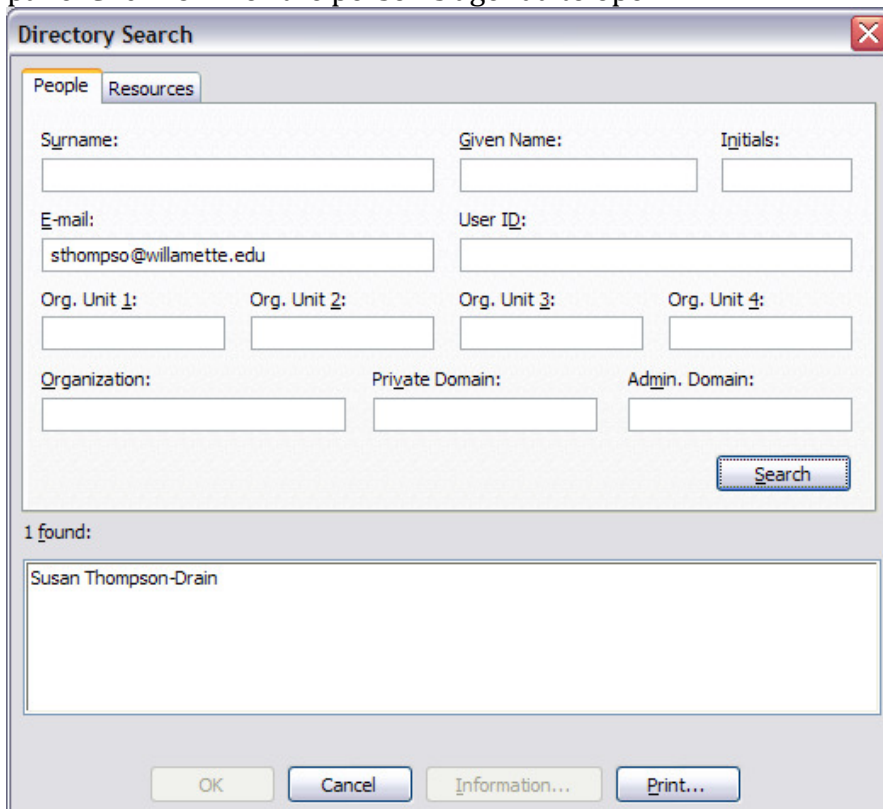 Directory Search
People Resources
Surname: Given Name: Initials:
E-mail: User ID:
sthompso@willamette.edu
Org. Unit 1: Org. Unit 2: Org. Unit 3: Org. Unit 4:
Organization: Private Domain: Admin. Domain:
Search
1 found:
Susan Thompson-Drain
OK Cancel Information... Print...